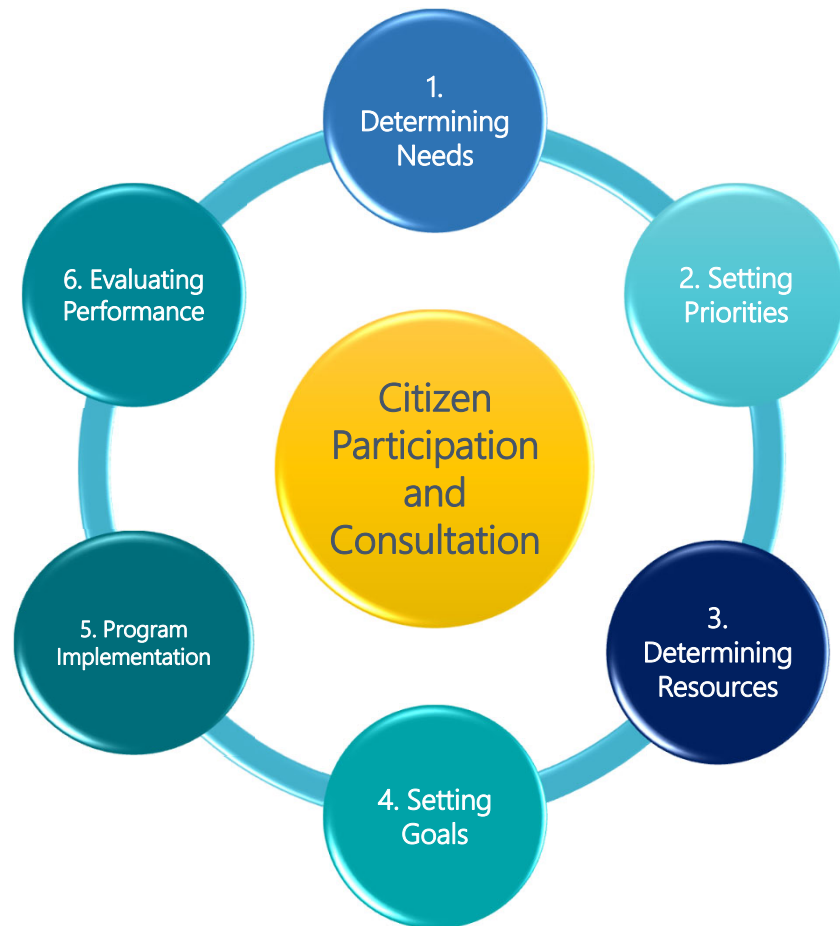 1.
Determining
Needs
2. Setting
Priorities
3.
Determining
Resources
4. Setting
Goals
5. Program
Implementation
6. Evaluating
Performance
Citizen
Participation
and
Consultation